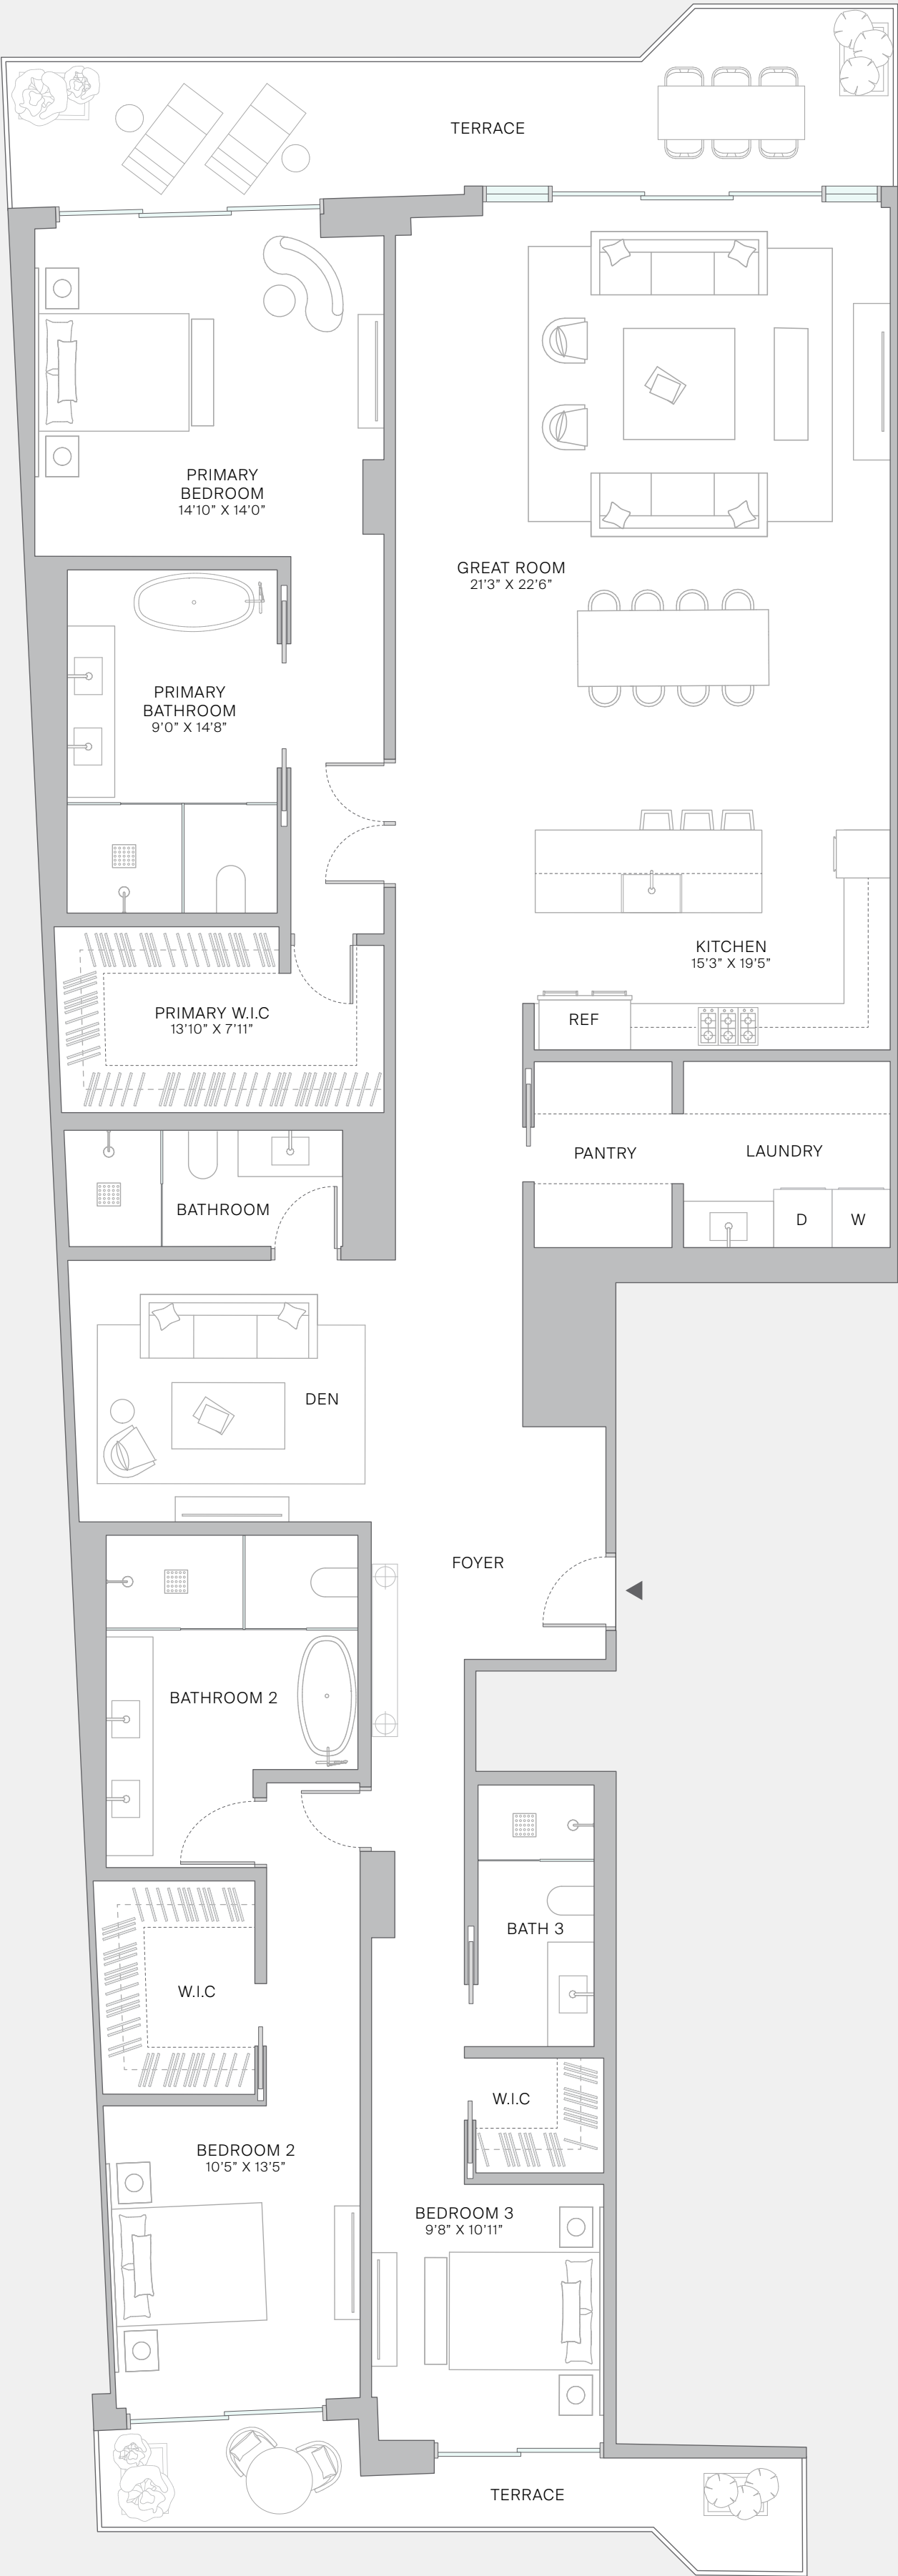 TERRACE
PRIMARY
BEDROOM
14'10" X 14'0"
GREAT ROOM
21'3" X 22'6"
PRIMARY
BATHROOM
9'0" X 14'8"
KITCHEN
15'3" X 19'5"
PRIMARY W.I.C
13'10" X 7'11"
REF
PANTRY
LAUNDRY
BATHROOM
D
W
DEN
FOYER
BATHROOM 2
BATH 3
W.I.C
W.I.C
BEDROOM 2
10'5" X 13'5"
BEDROOM 3
9'8" X 10'11"
TERRACE